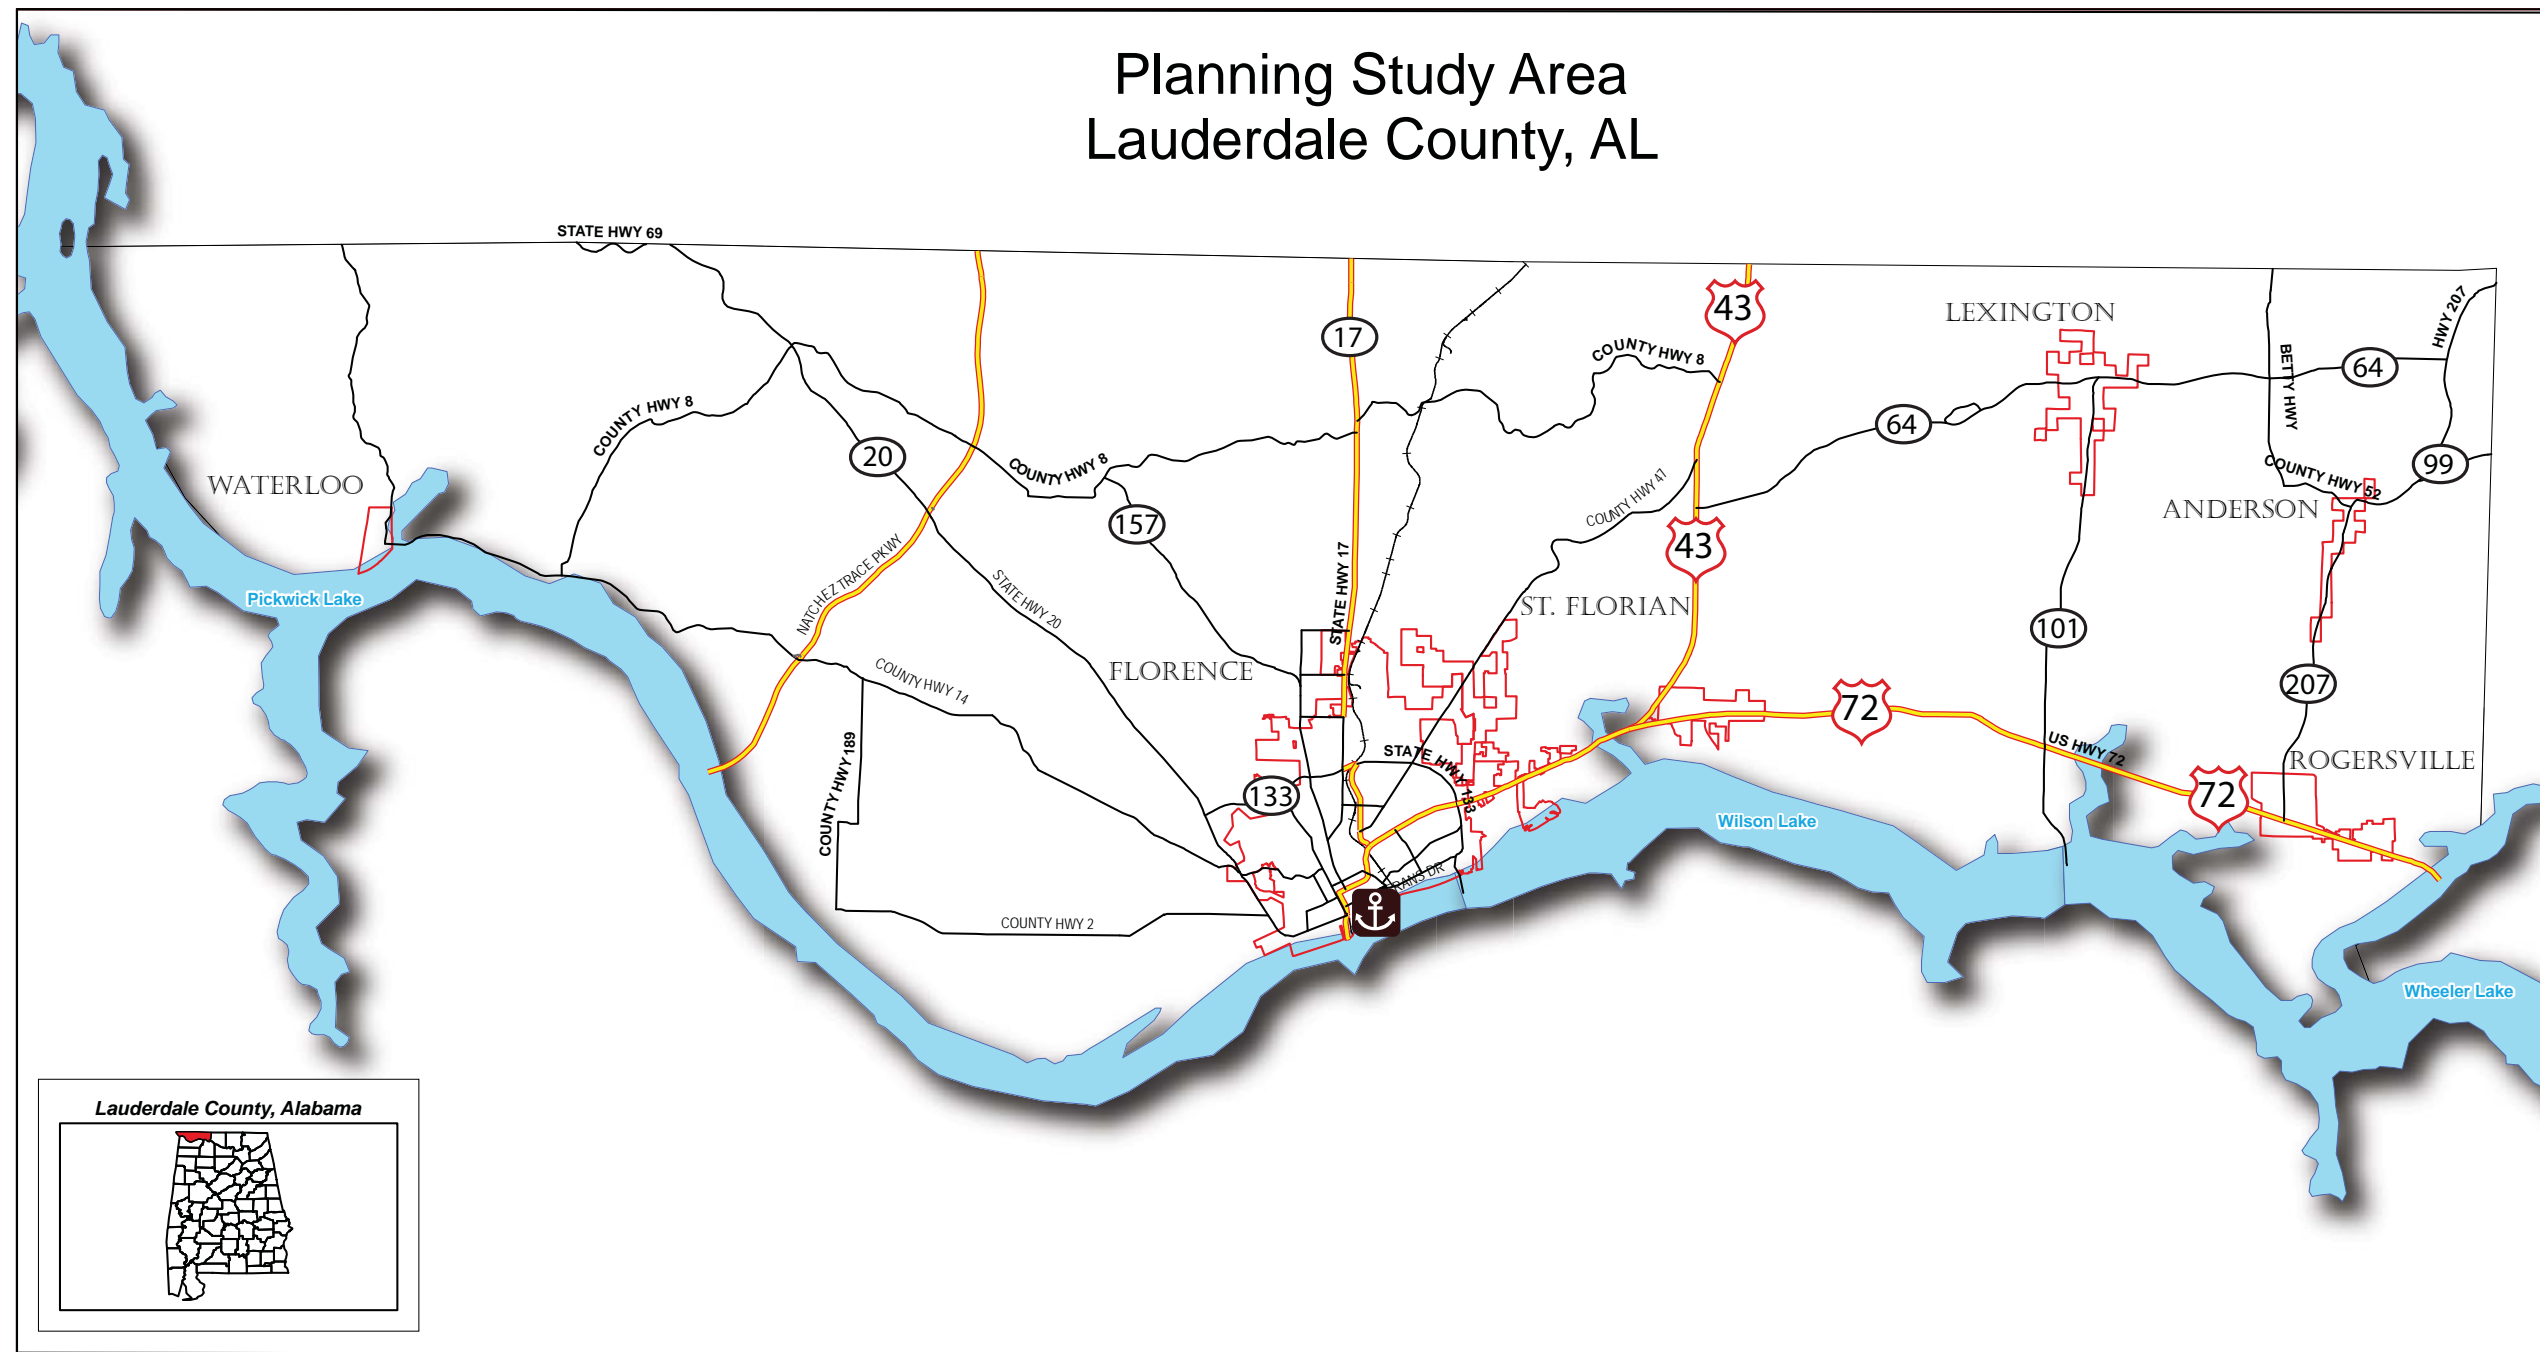 Planning Study Area
Lauderdale County, AL
STATE HWY 69
43
17
LEXINGTON
HWY 207
COUNTY HWY 8
BETTY HWY
64
COUNTY HWY 8
64
20
COUNTY HWY 8
99
COUNTY HWY 52
WATERLOO
COUNTY HWY 47
ANDERSON
157
43
NATCHEZ TRACE PKWY
STATE HWY 20
STATE HWY 17
Pickwick Lake
ST. FLORIAN
101
FLORENCE
COUNTY HWY 14
207
72
US HWY 72
STATE HWY 133
ROGERSVILLE
COUNTY HWY 189
133
72
Wilson Lake
RANS DR
COUNTY HWY 2
Wheeler Lake
Lauderdale County, Alabama